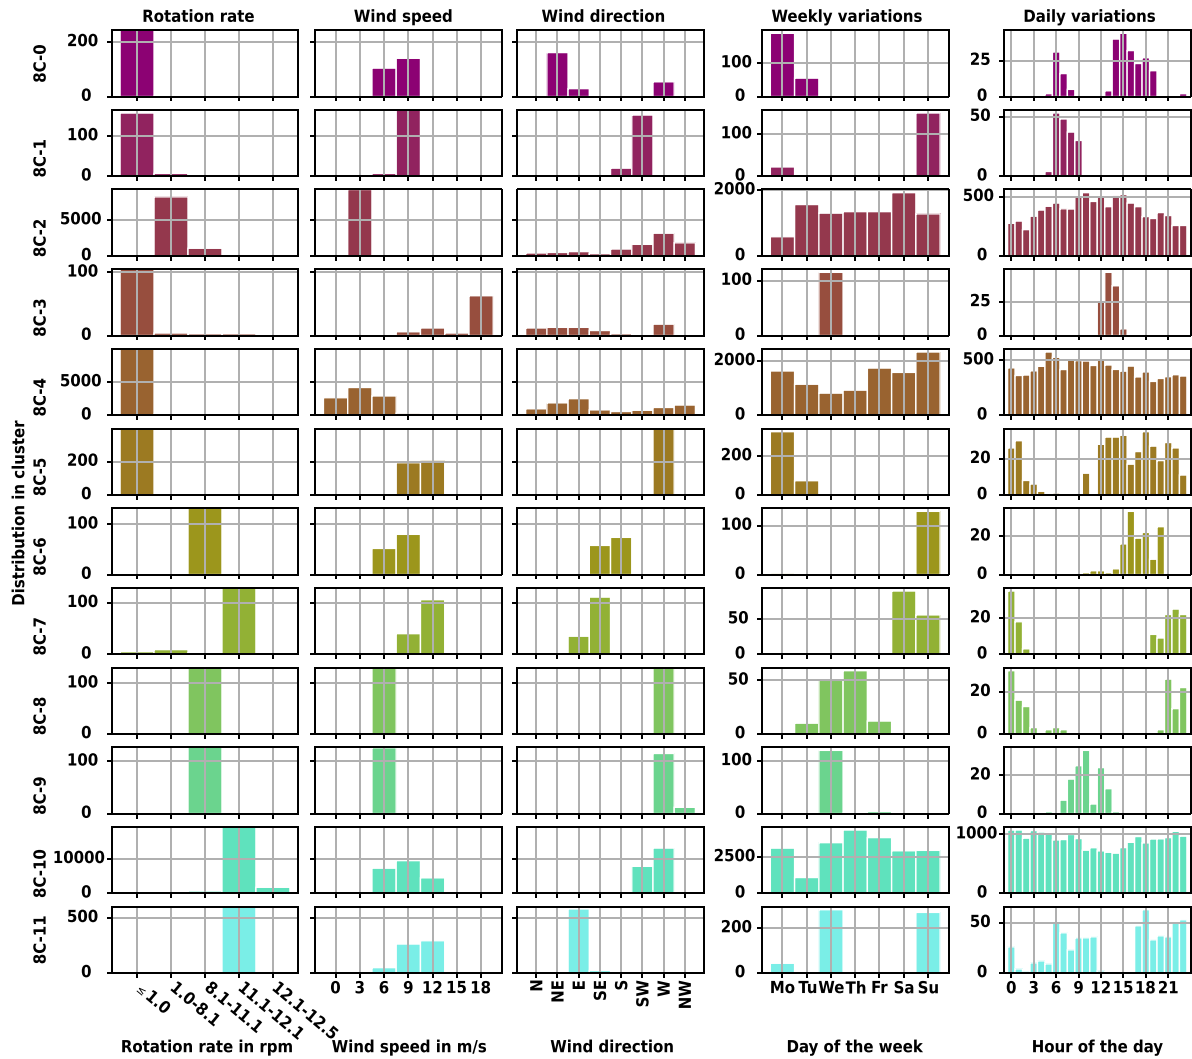 Rotation rate Wind speed Wind direction Weekly variations Daily variations
8C-0 200 0 100 0 25 0
8C-1 100 0 100 0 50 0
8C-2 5000 0 2000 0 500 0
8C-3 100 0 100 0 25 0
8C-4 5000 0 2000 0 500 0
Distribution in cluster
8C-5 200 0 200 0 20 0
8C-6 100 0 100 0 20 0
8C-7 100 0 50 0 20 0
8C-8 100 0 50 0 20 0
8C-9 100 0 100 0 20 0
8C-10 10000 0 2500 0 1000 0
8C-11 500 0 200 0 50 0
≤1.0 1.0-8.1 8.1-11.1 11.1-12.1 12.1-12.5 0 3 6 9 12 15 18 N NE E SE S SW W NW Mo Tu We Th Fr Sa Su 0 3 6 9 12 15 18 21
Rotation rate in rpm Wind speed in m/s Wind direction Day of the week Hour of the day